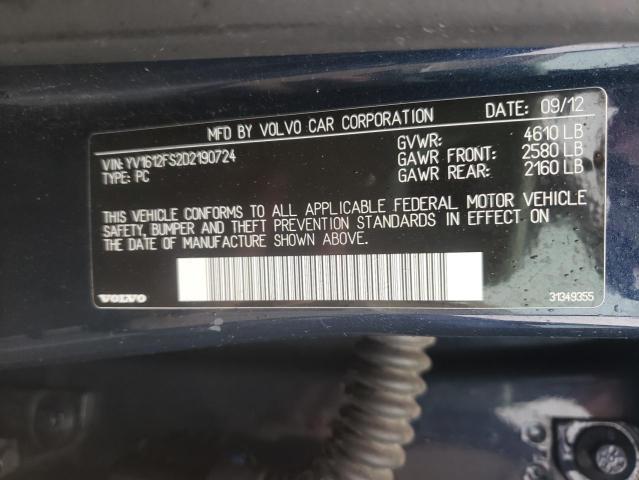 MFD BY VOLVO CAR CORPORATION DATE: 09/12
VIN: YV1612FS2D2190724 GVWR: 4610 LB
TYPE: PC GAWR FRONT: 2580 LB
GAWR REAR: 2160 LB
THIS VEHICLE CONFORMS TO ALL APPLICABLE FEDERAL MOTOR VEHICLE
SAFETY, BUMPER AND THEFT PREVENTION STANDARDS IN EFFECT ON
THE DATE OF MANUFACTURE SHOWN ABOVE.
VOLVO 31349355